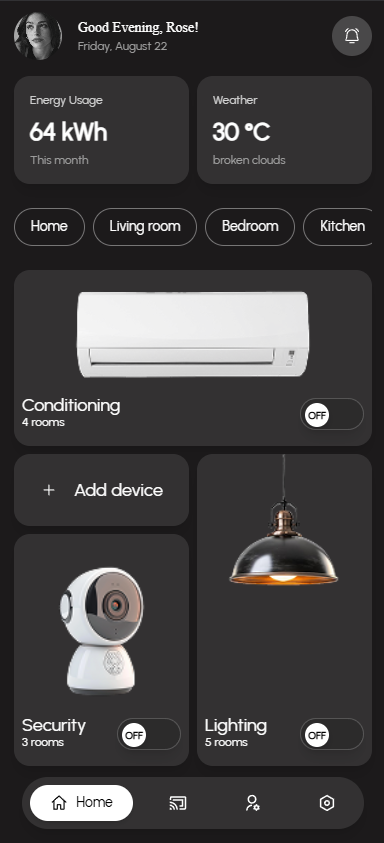 Good Evening, Rose!
Friday, August 22
Energy Usage
64 kWh
This month
Weather
30 °C
broken clouds
Home
Living room
Bedroom
Kitchen
Conditioning
4 rooms
OFF
+ Add device
Security
3 rooms
OFF
Lighting
5 rooms
OFF
Home